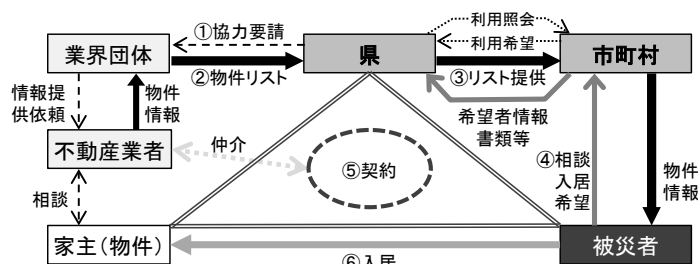 ①協力要請
利用照会
業界団体
県
利用希望
市町村
②物件リスト
③リスト提供
情報提
供依頼
物件
情報
希望者情報
書類等
不動産業者
仲介
⑤契約
④相談
入居
希望
物件
情報
相談
家主(物件)
被災者
⑥入居